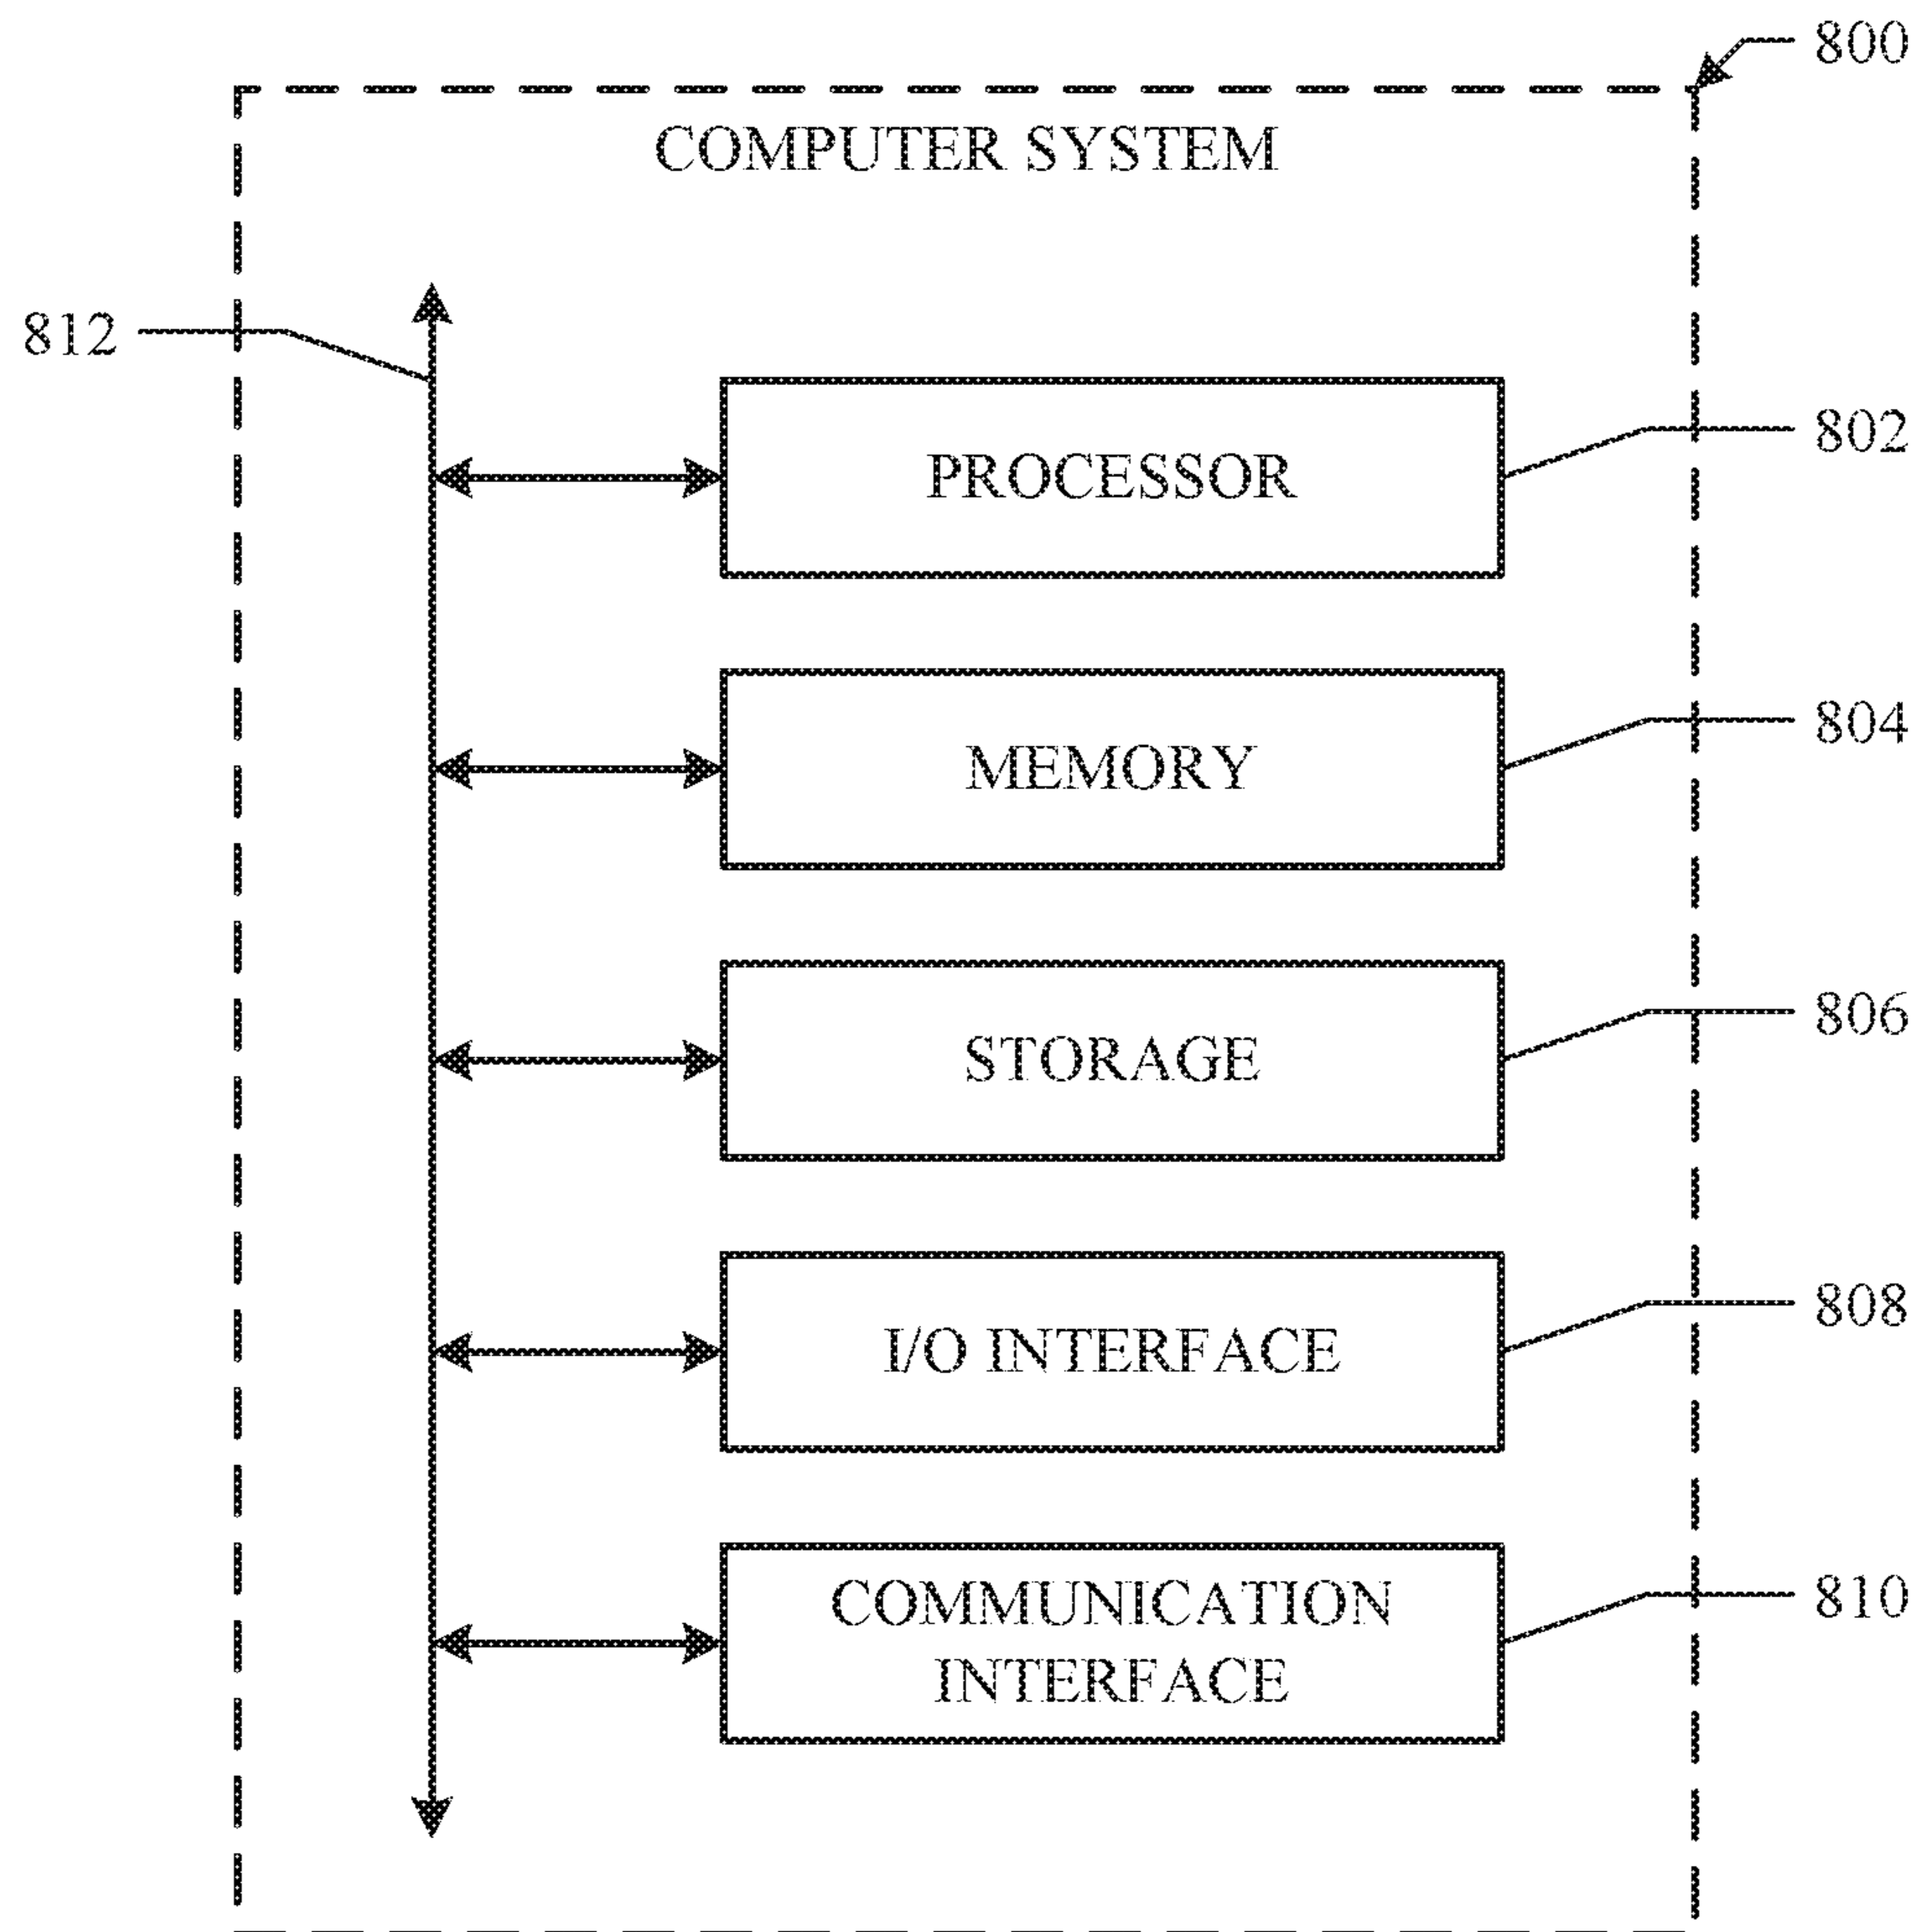 800
COMPUTER SYSTEM
812
802
PROCESSOR
804
MEMORY
806
STORAGE
808
I/O INTERFACE
810
COMMUNICATION
INTERFACE